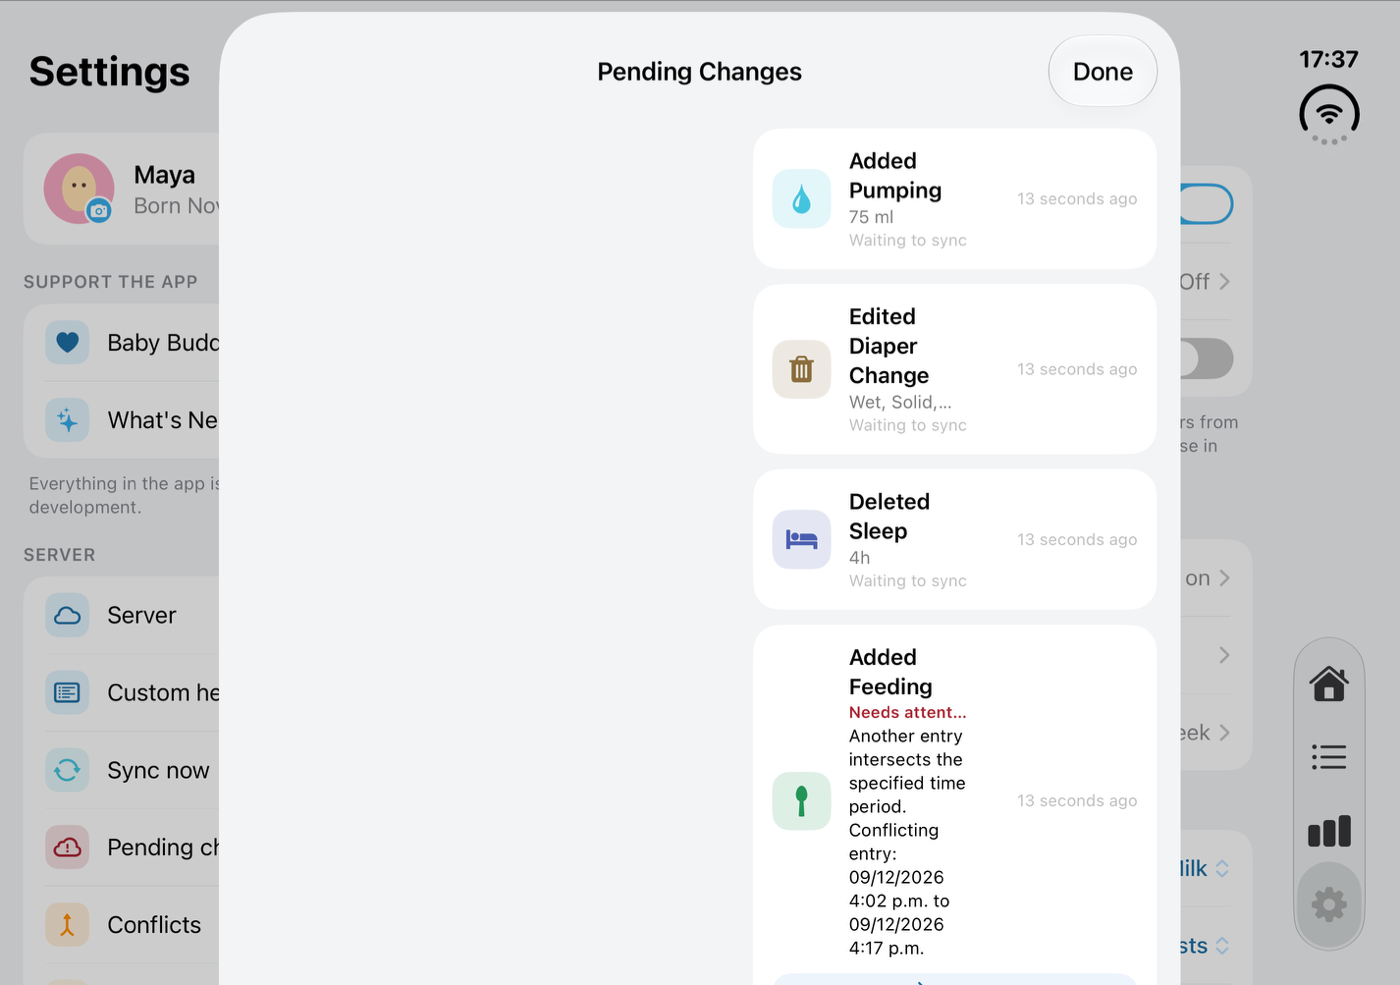 Settings
Maya
Born Nov
SUPPORT THE APP
Baby Budd
What's Ne
Everything in the app is
development.
SERVER
Server
Custom he
Sync now
Pending ch
Conflicts
Pending Changes
Done
Added
Pumping
75 ml
Waiting to sync
13 seconds ago
Edited
Diaper
Change
Wet, Solid,...
Waiting to sync
13 seconds ago
Deleted
Sleep
4h
Waiting to sync
13 seconds ago
Added
Feeding
Needs attent...
Another entry
intersects the
specified time
period.
Conflicting
entry:
09/12/2026
4:02 p.m. to
09/12/2026
4:17 p.m.
13 seconds ago
17:37
Off
rs from
se in
on
eek
ilk
sts